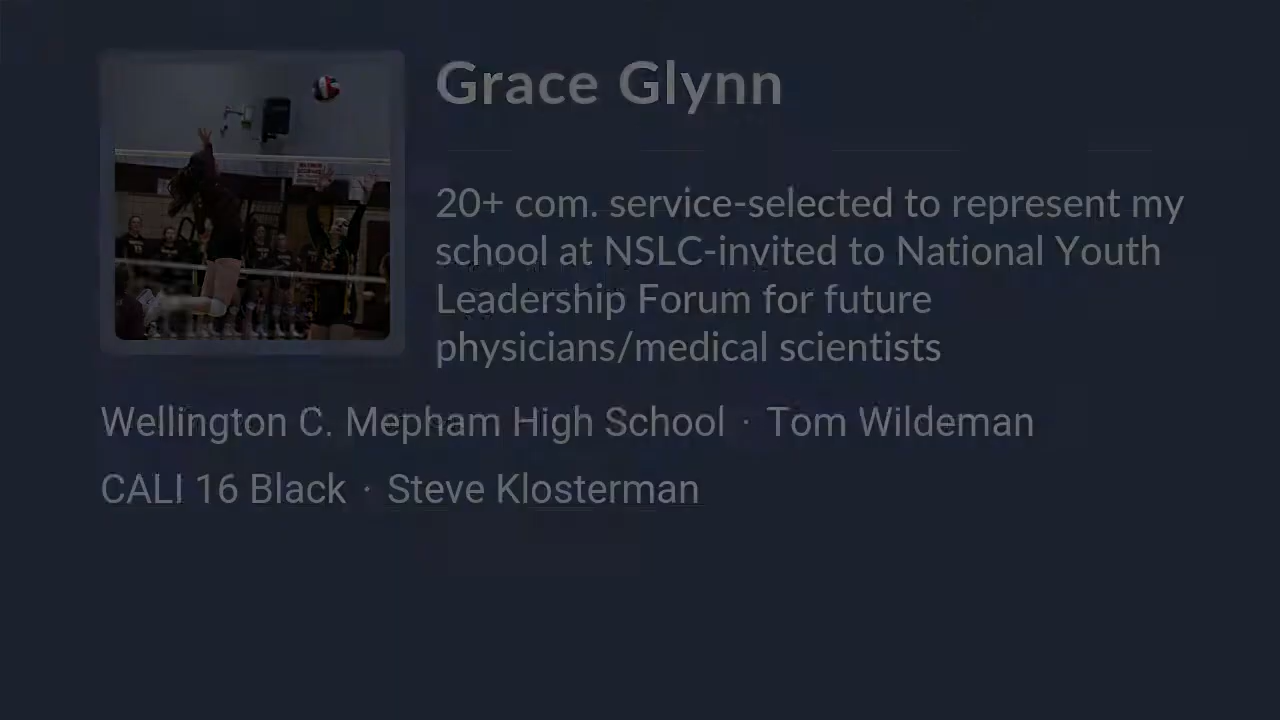 Grace Glynn
20+ com. service-selected to represent my
school at NSLC-invited to National Youth
Leadership Forum for future
physicians/medical scientists
Wellington C. Mepham High School · Tom Wildeman
CALI 16 Black · Steve Klosterman